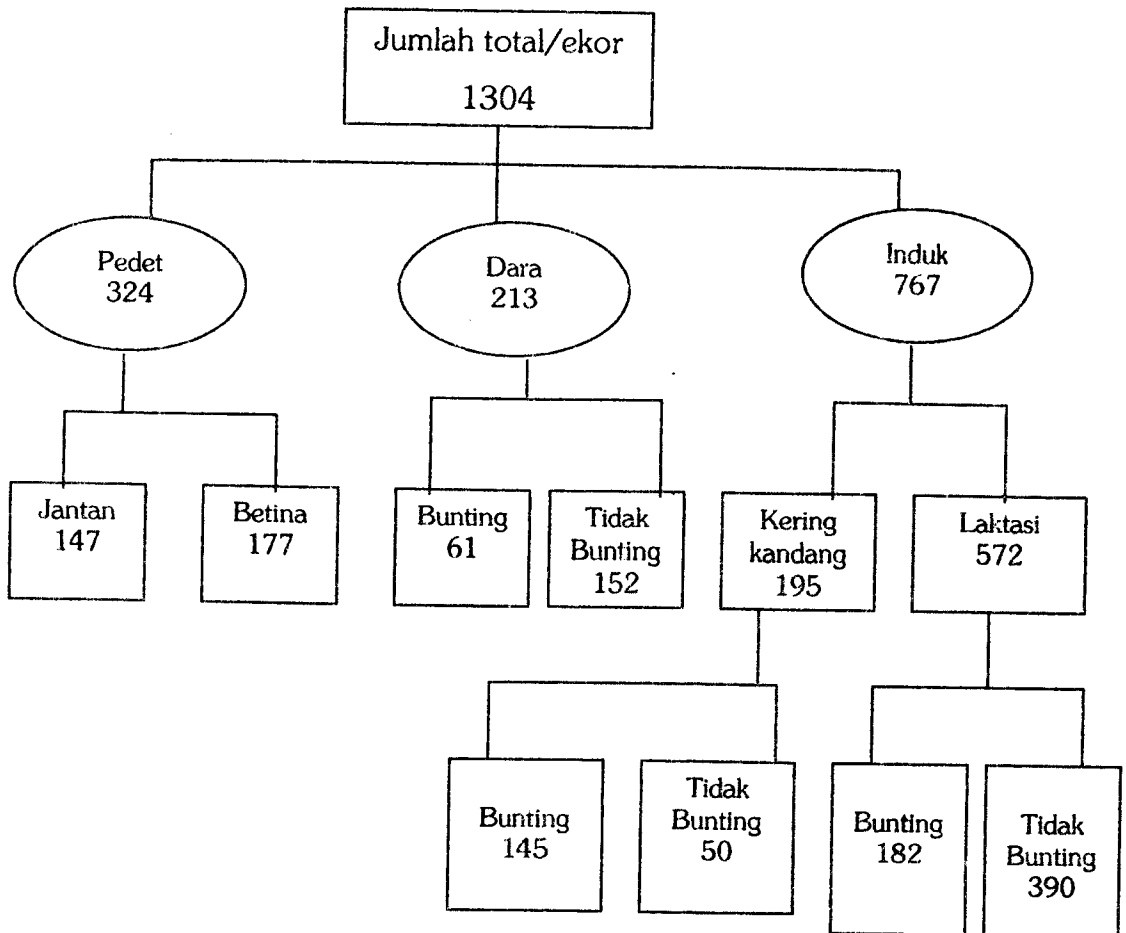 Jumlah total/ekor
1304
Pedet
324
Dara
213
Induk
767
Jantan
147
Betina
177
Bunting
61
Tidak
Bunting
152
Kering
kandang
195
Laktasi
572
Bunting
145
Tidak
Bunting
50
Bunting
182
Tidak
Bunting
390